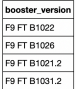 booster_version
F9 FT B1022
F9 FT B1026
F9 FT B1021.2
F9 FT B1031.2